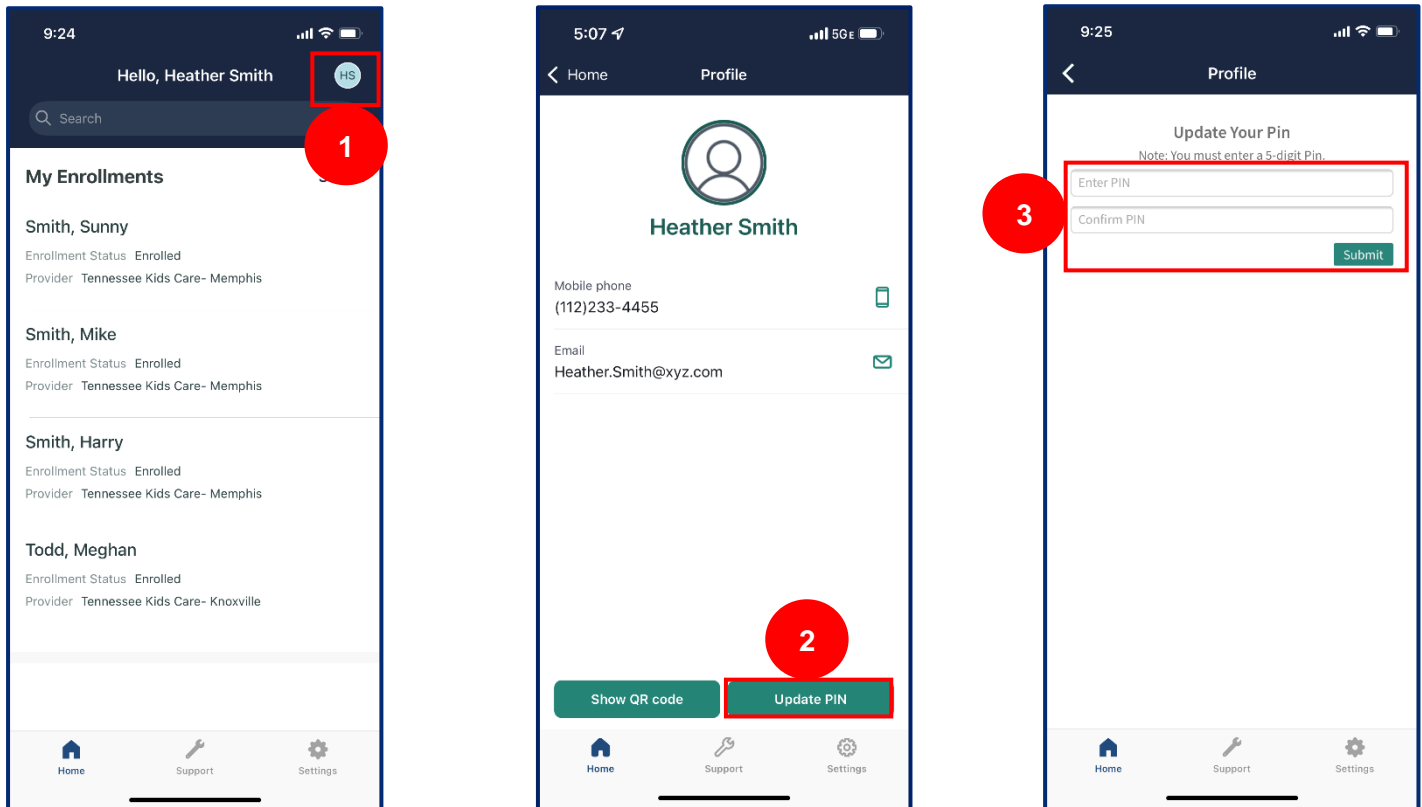 9:24
Hello, Heather Smith
HS
Search
1
My Enrollments
Smith, Sunny
Enrollment Status Enrolled
Provider Tennessee Kids Care- Memphis
Smith, Mike
Enrollment Status Enrolled
Provider Tennessee Kids Care- Memphis
Smith, Harry
Enrollment Status Enrolled
Provider Tennessee Kids Care- Memphis
Todd, Meghan
Enrollment Status Enrolled
Provider Tennessee Kids Care- Knoxville
Home Support Settings
5:07 5GE
Home Profile
Heather Smith
Mobile phone
(112)233-4455
Email
Heather.Smith@xyz.com
2
Show QR code Update PIN
Home Support Settings
9:25
Profile
Update Your Pin
Note: You must enter a 5-digit Pin.
Enter PIN
3
Confirm PIN
Submit
Home Support Settings